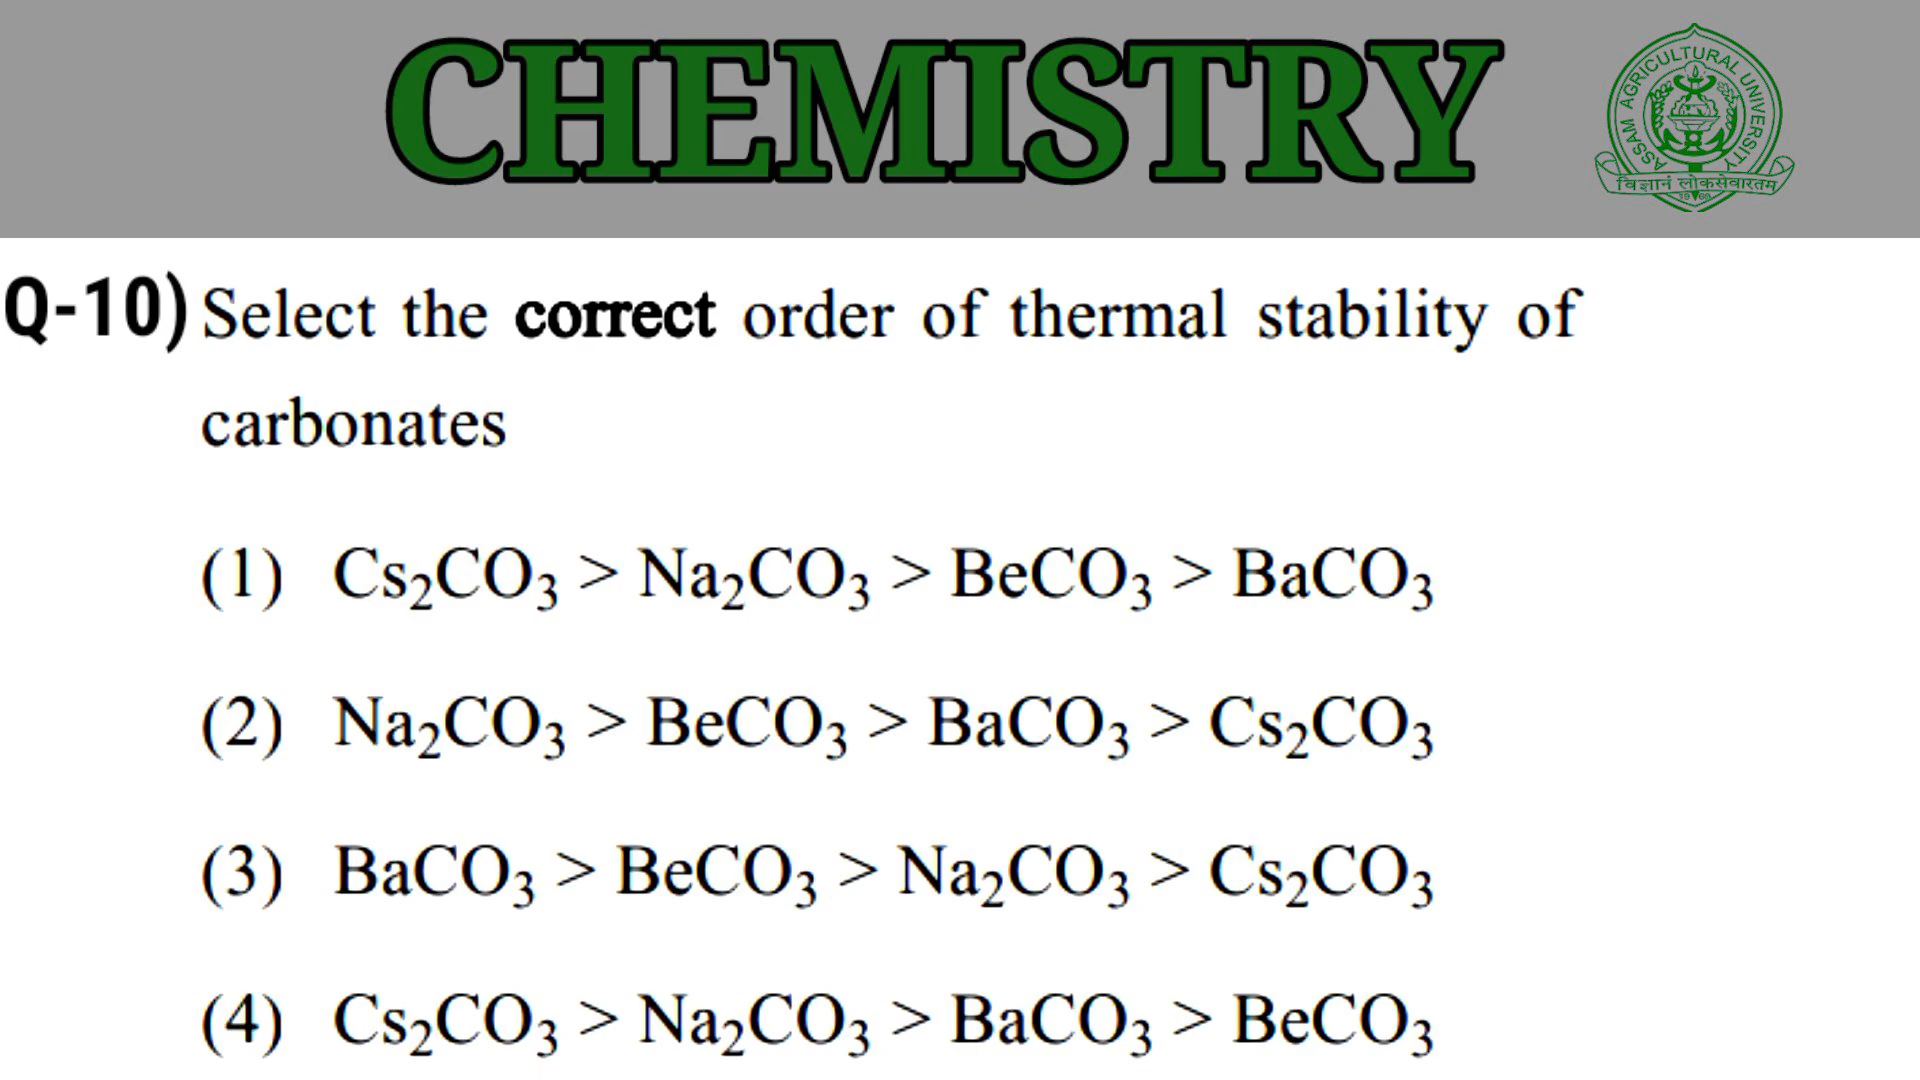 CHEMISTRY
ASSAM AGRICULTURAL UNIVERSITY
विज्ञानं लोकसेवारतम
Q-10) Select the correct order of thermal stability of
carbonates
(1) Cs₂CO₃ > Na₂CO₃ > BeCO₃ > BaCO₃
(2) Na₂CO₃ > BeCO₃ > BaCO₃ > Cs₂CO₃
(3) BaCO₃ > BeCO₃ > Na₂CO₃ > Cs₂CO₃
(4) Cs₂CO₃ > Na₂CO₃ > BaCO₃ > BeCO₃